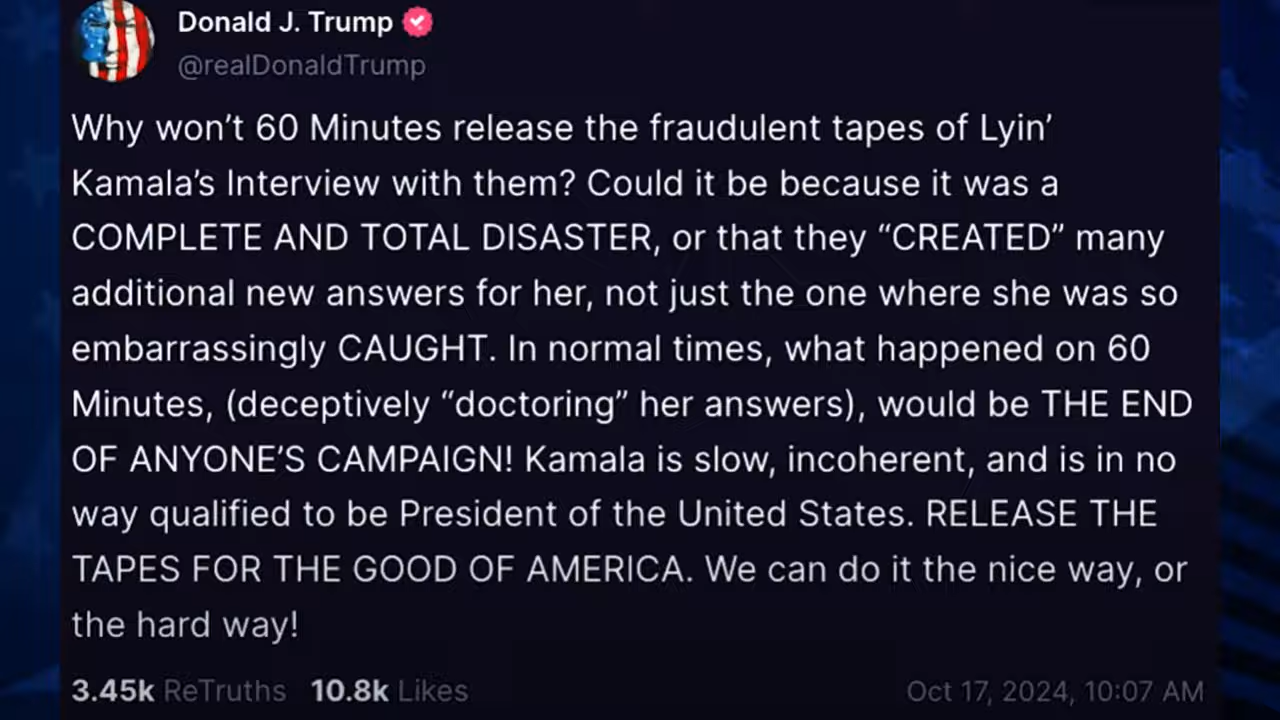 Donald J. Trump
@realDonaldTrump
Why won’t 60 Minutes release the fraudulent tapes of Lyin’
Kamala’s Interview with them? Could it be because it was a
COMPLETE AND TOTAL DISASTER, or that they “CREATED” many
additional new answers for her, not just the one where she was so
embarrassingly CAUGHT. In normal times, what happened on 60
Minutes, (deceptively “doctoring” her answers), would be THE END
OF ANYONE’S CAMPAIGN! Kamala is slow, incoherent, and is in no
way qualified to be President of the United States. RELEASE THE
TAPES FOR THE GOOD OF AMERICA. We can do it the nice way, or
the hard way!
3.45k ReTruths 10.8k Likes Oct 17, 2024, 10:07 AM